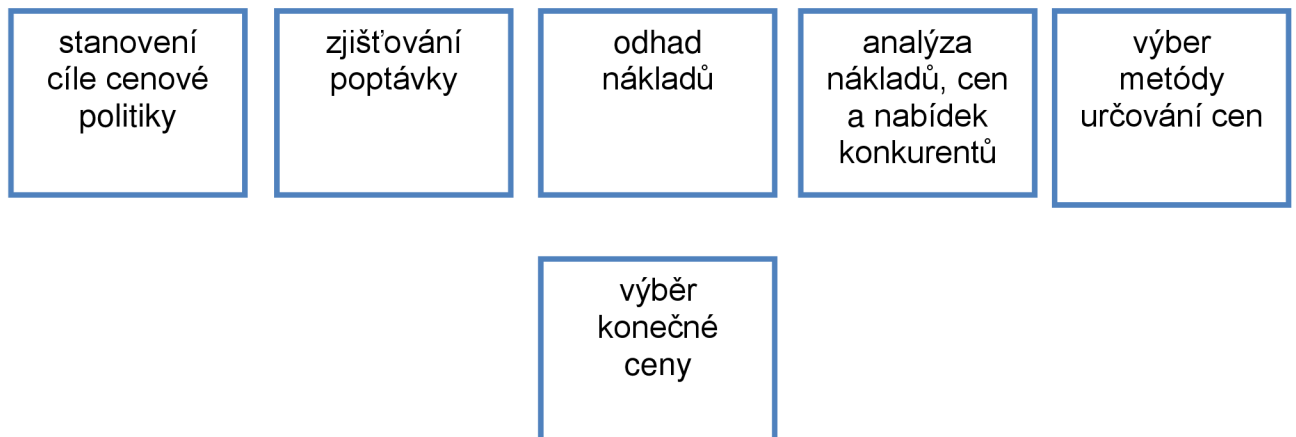 stanovení
cíle cenové
politiky
zjišťování
poptávky
odhad
nákladů
analýza
nákladů, cen
a nabídek
konkurentů
výber
metódy
určování cen
výběr
konečné
ceny